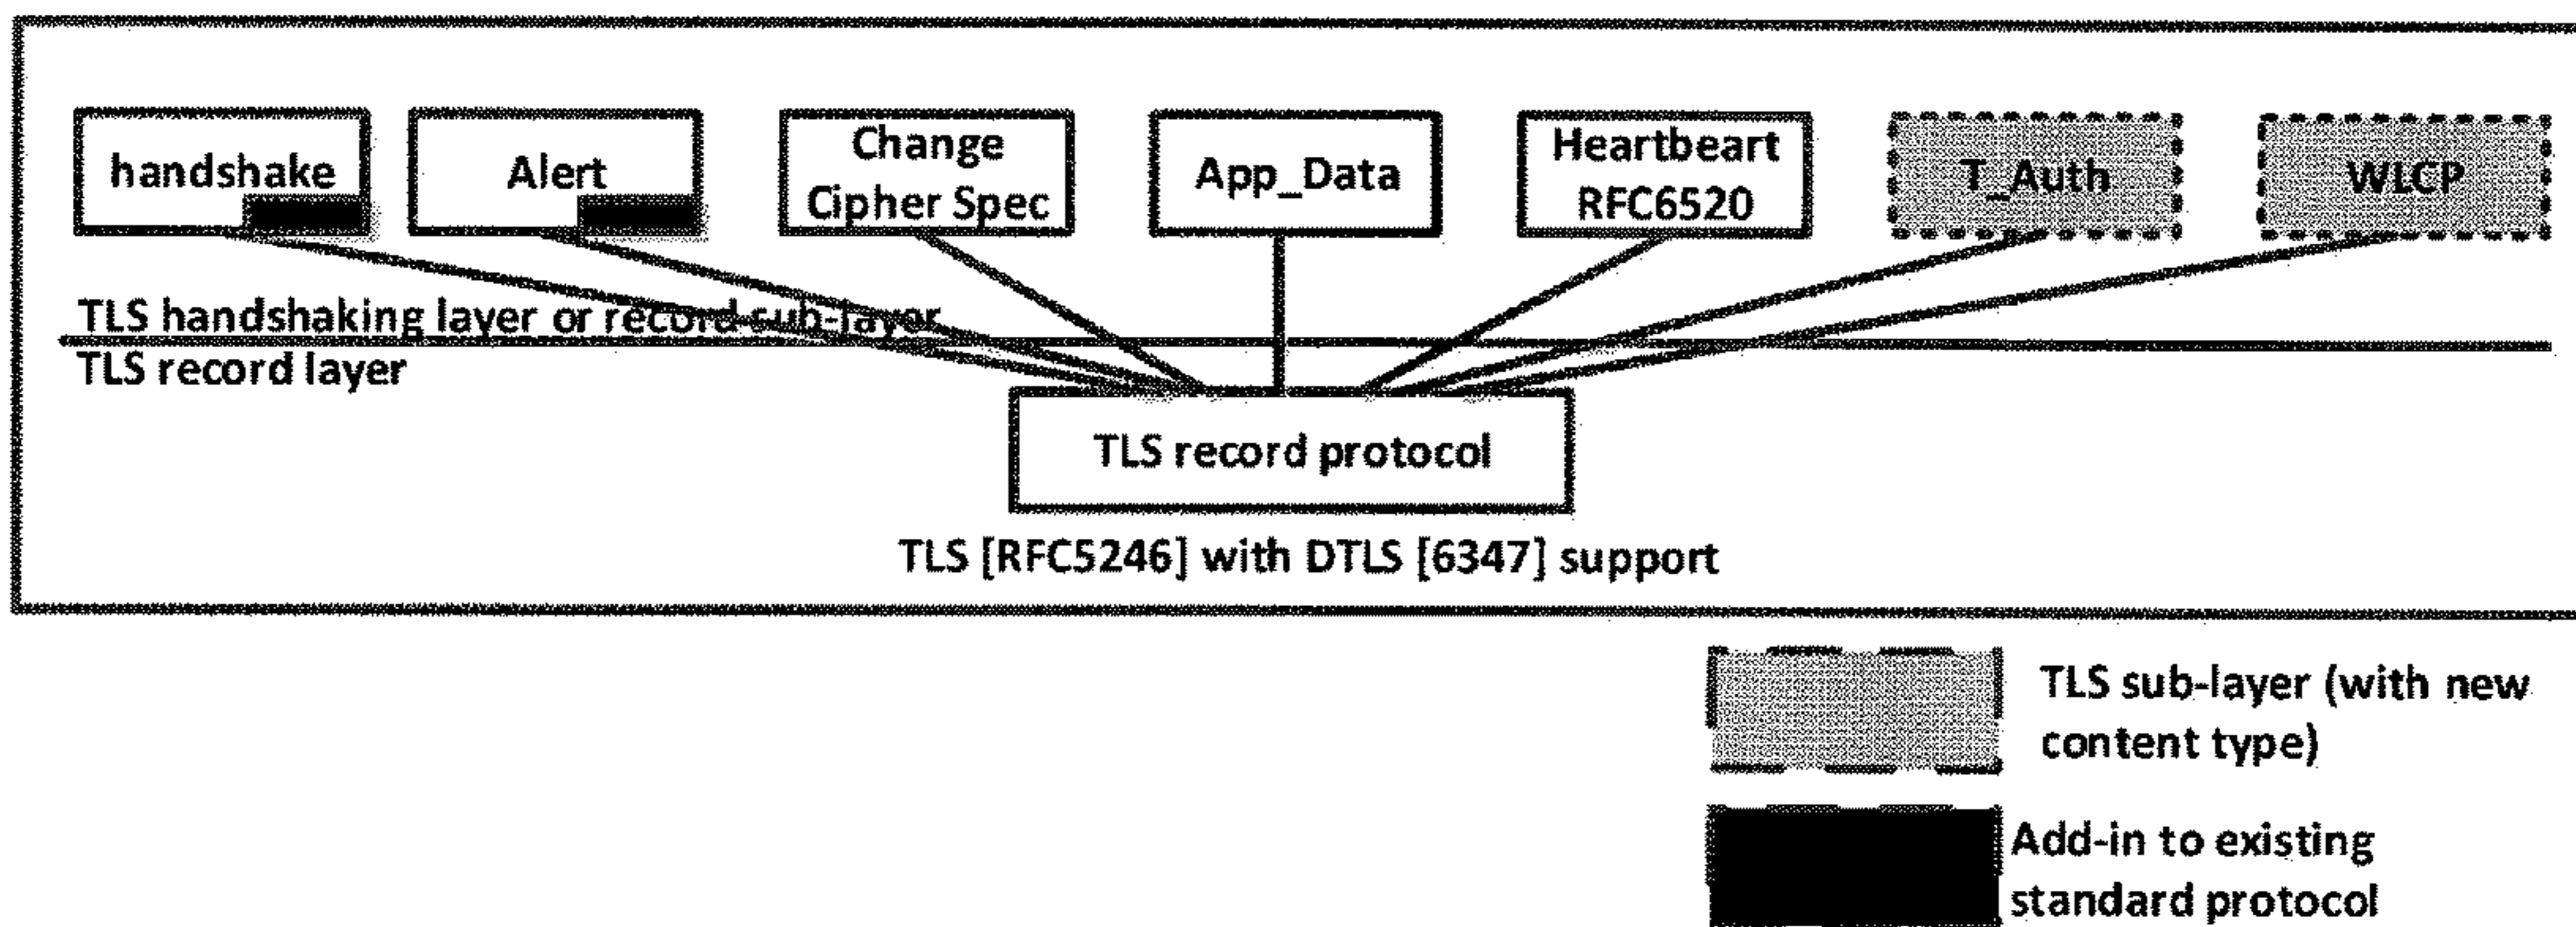 handshake
Alert
Change
Cipher Spec
App_Data
Heartbeart
RFC6520
T_Auth
WLCP
TLS handshaking layer or record sub-layer
TLS record layer
TLS record protocol
TLS [RFC5246] with DTLS [6347] support
TLS sub-layer (with new
content type)
Add-in to existing
standard protocol